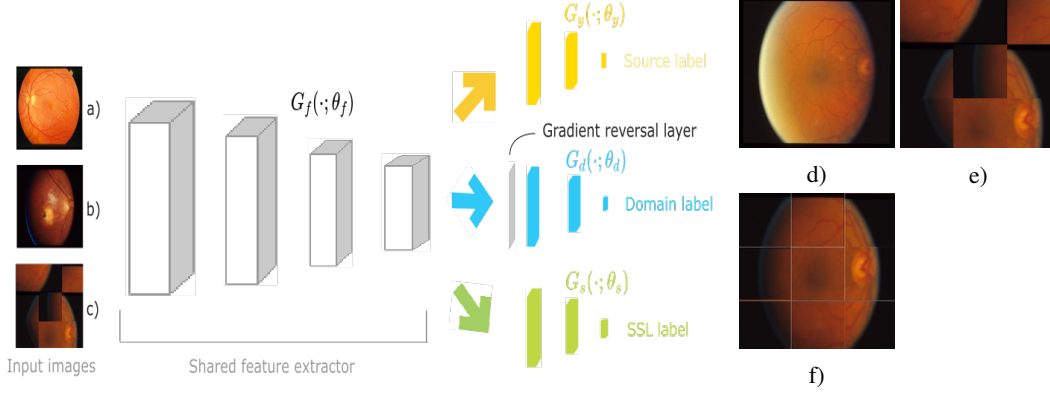 G_y(·;θ_y)
Source label
a)
G_f(·;θ_f)
Gradient reversal layer
G_d(·;θ_d)
b)
Domain label
G_s(·;θ_s)
c)
SSL label
Input images
Shared feature extractor
d)
e)
f)